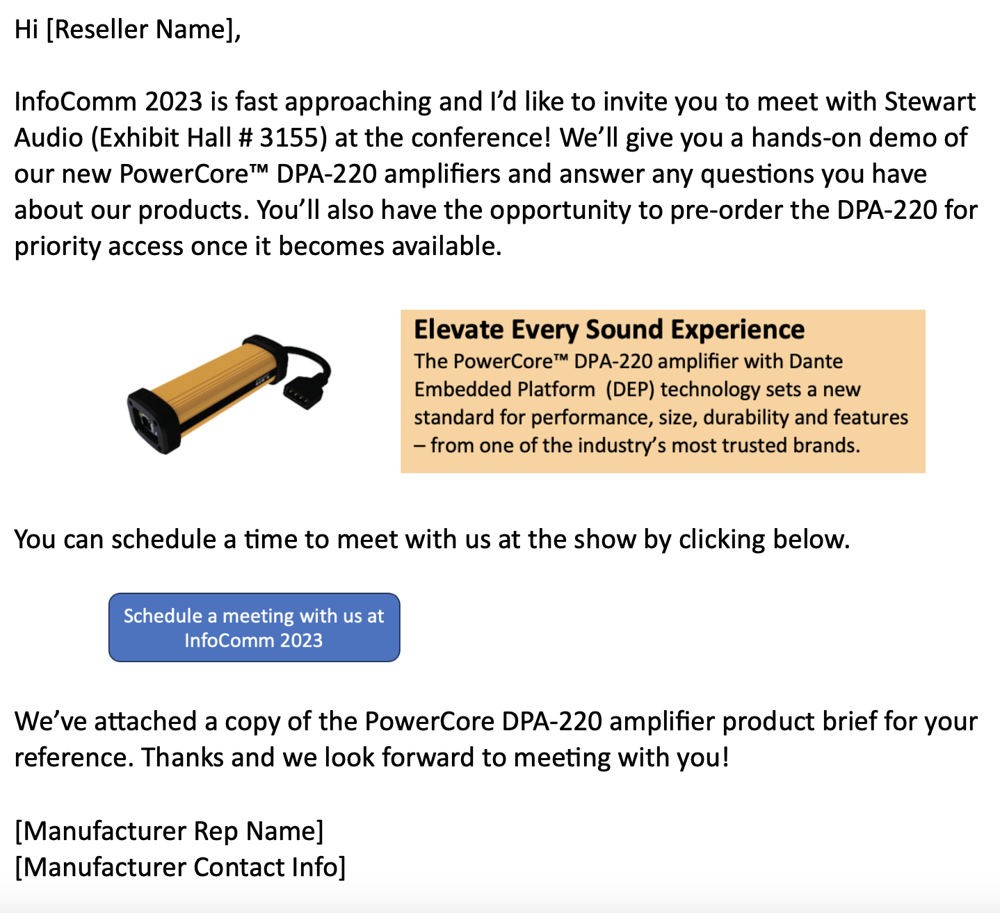 Hi [Reseller Name],
InfoComm 2023 is fast approaching and I’d like to invite you to meet with Stewart
Audio (Exhibit Hall # 3155) at the conference! We’ll give you a hands-on demo of
our new PowerCore™ DPA-220 amplifiers and answer any questions you have
about our products. You’ll also have the opportunity to pre-order the DPA-220 for
priority access once it becomes available.
Elevate Every Sound Experience
The PowerCore™ DPA-220 amplifier with Dante
Embedded Platform  (DEP) technology sets a new
standard for performance, size, durability and features
– from one of the industry’s most trusted brands.
You can schedule a time to meet with us at the show by clicking below.
Schedule a meeting with us at
InfoComm 2023
We’ve attached a copy of the PowerCore DPA-220 amplifier product brief for your
reference. Thanks and we look forward to meeting with you!
[Manufacturer Rep Name]
[Manufacturer Contact Info]